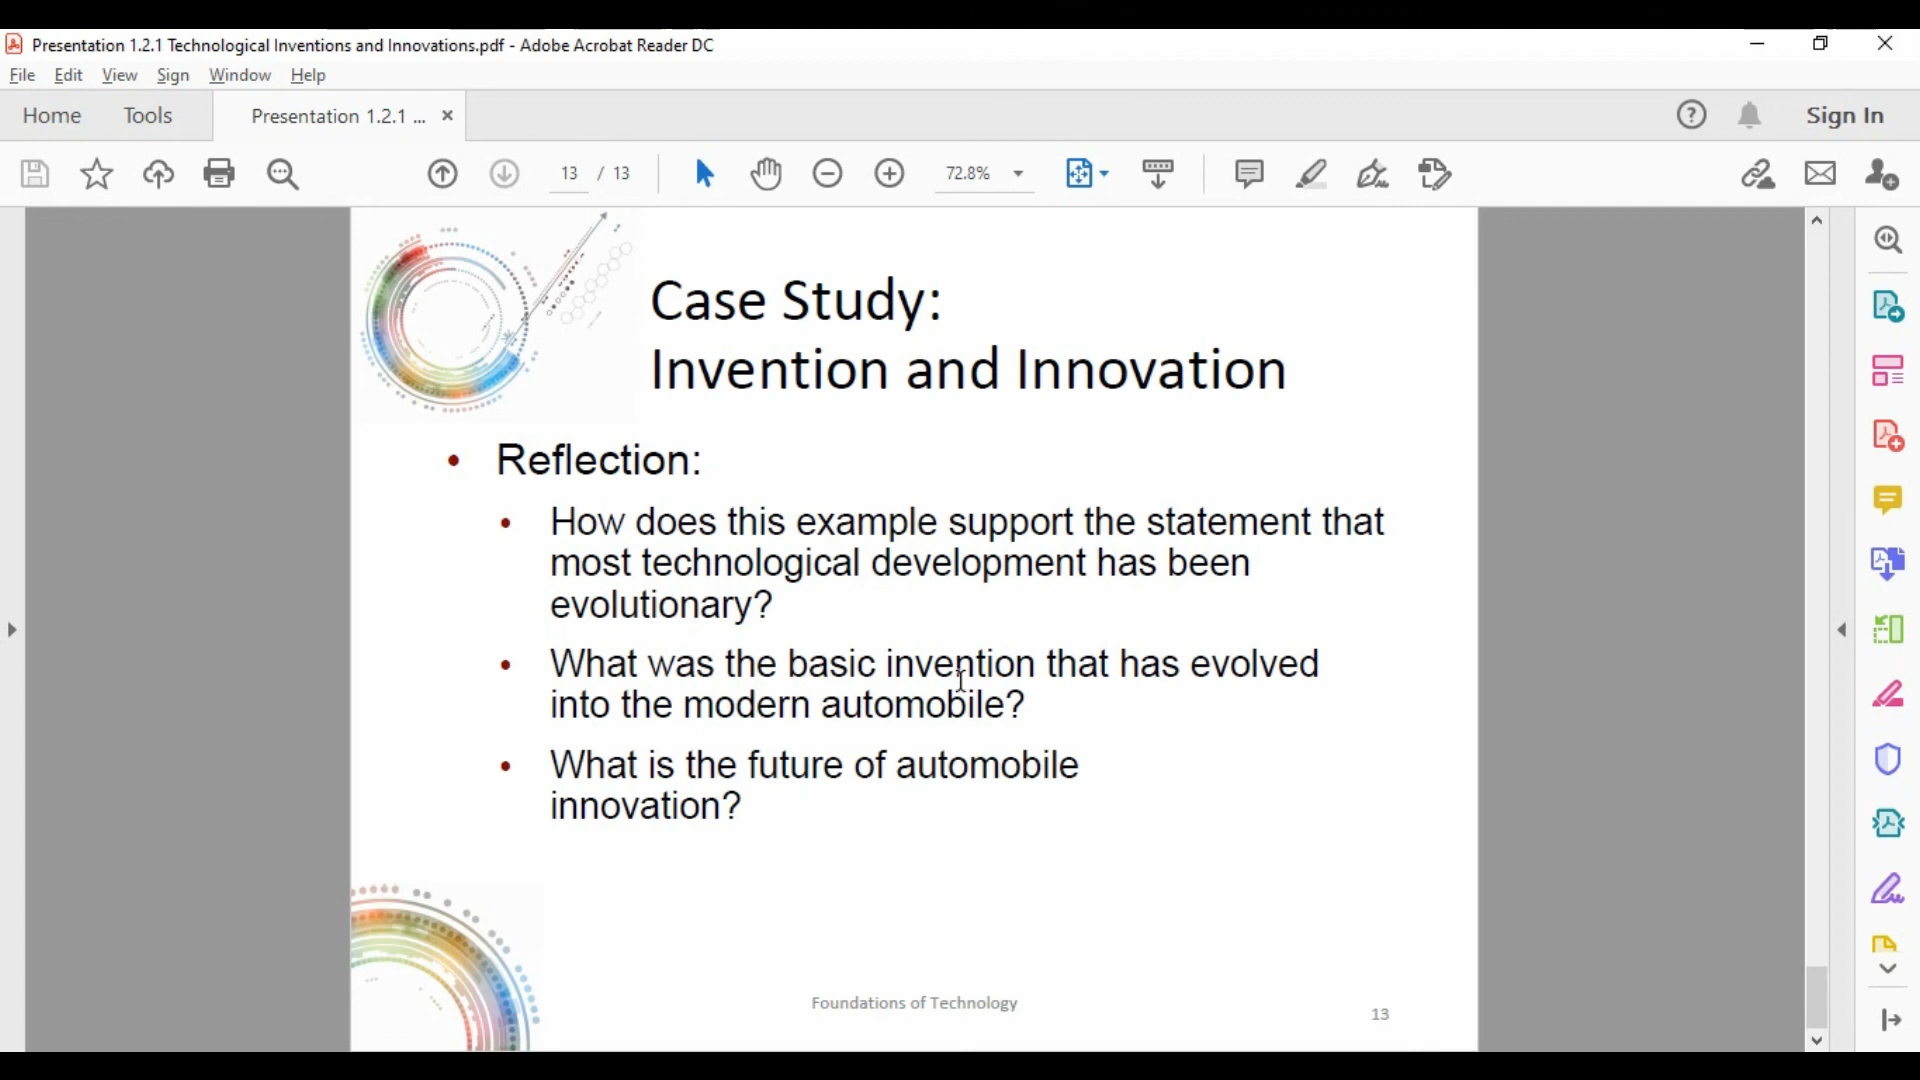 Presentation 1.2.1 Technological Inventions and Innovations.pdf - Adobe Acrobat Reader DC
File Edit View Sign Window Help
Home Tools Presentation 1.2.1 ... Sign In
13 / 13 72.8%
Case Study:
Invention and Innovation
• Reflection:
• How does this example support the statement that
most technological development has been
evolutionary?
• What was the basic invention that has evolved
into the modern automobile?
• What is the future of automobile
innovation?
Foundations of Technology
13